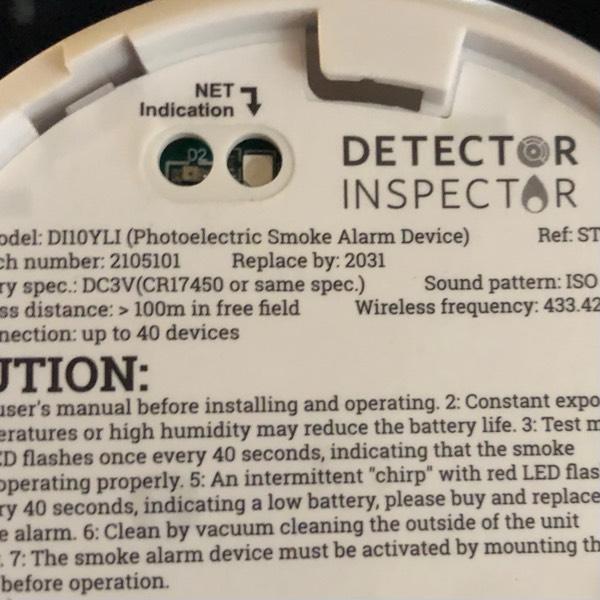 NET
Indication
D2
DETECTOR
INSPECTOR
odel: DI10YLI (Photoelectric Smoke Alarm Device) Ref: ST
ch number: 2105101 Replace by: 2031
ry spec.: DC3V(CR17450 or same spec.) Sound pattern: ISO
ss distance: > 100m in free field Wireless frequency: 433.42
nnection: up to 40 devices
UTION:
user's manual before installing and operating. 2: Constant expo
eratures or high humidity may reduce the battery life. 3: Test m
ED flashes once every 40 seconds, indicating that the smoke
operating properly. 5: An intermittent "chirp" with red LED flas
ry 40 seconds, indicating a low battery, please buy and replace
e alarm. 6: Clean by vacuum cleaning the outside of the unit
. 7: The smoke alarm device must be activated by mounting th
before operation.